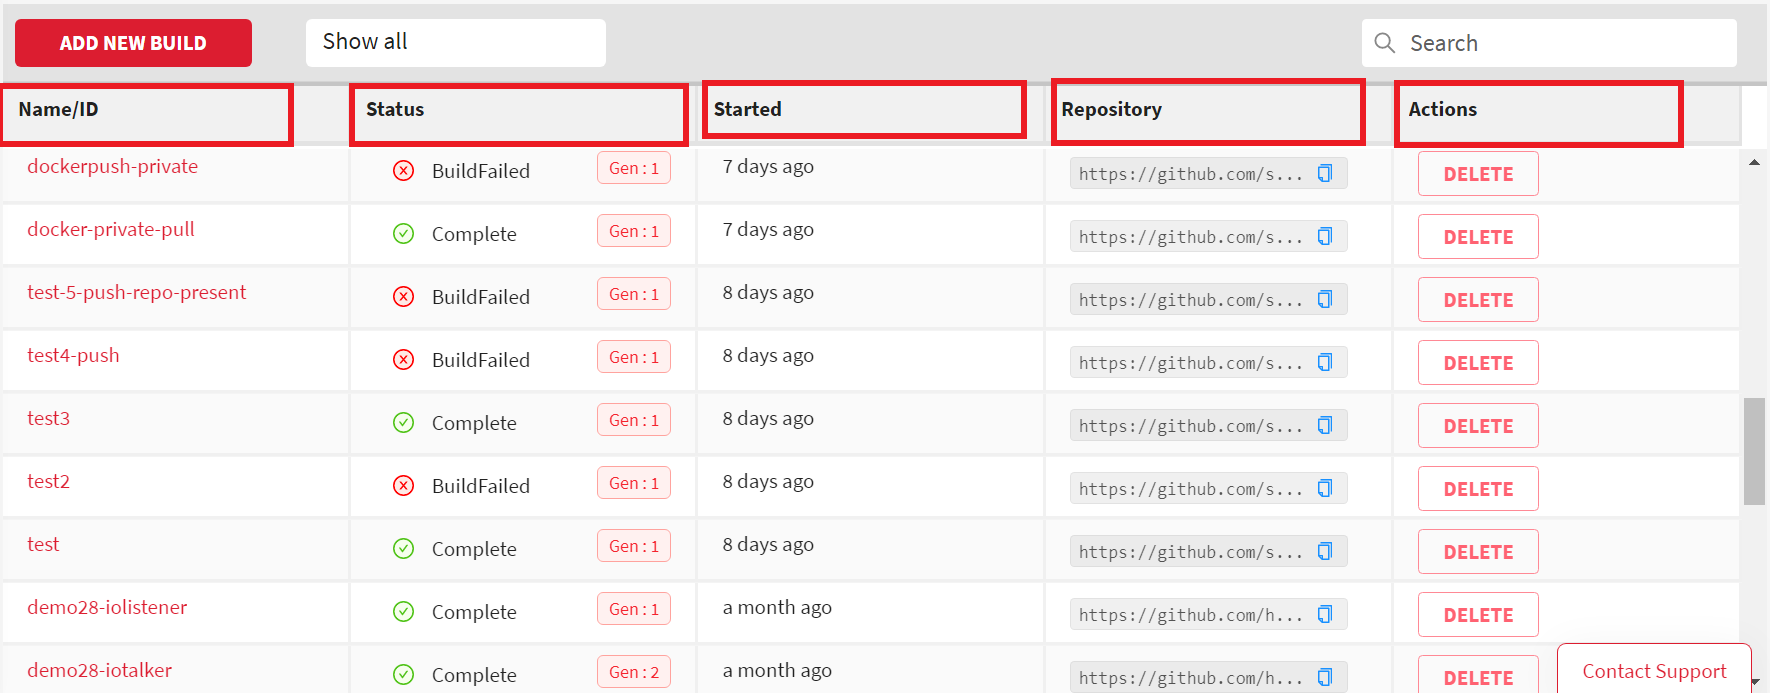 ADD NEW BUILD Show all Search
Name/ID Status Started Repository Actions
dockerpush-private BuildFailed Gen : 1 7 days ago https://github.com/s... DELETE
docker-private-pull Complete Gen : 1 7 days ago https://github.com/s... DELETE
test-5-push-repo-present BuildFailed Gen : 1 8 days ago https://github.com/s... DELETE
test4-push BuildFailed Gen : 1 8 days ago https://github.com/s... DELETE
test3 Complete Gen : 1 8 days ago https://github.com/s... DELETE
test2 BuildFailed Gen : 1 8 days ago https://github.com/s... DELETE
test Complete Gen : 1 8 days ago https://github.com/s... DELETE
demo28-iolistener Complete Gen : 1 a month ago https://github.com/h... DELETE
demo28-iotalker Complete Gen : 2 a month ago https://github.com/h... DELETE
Contact Support